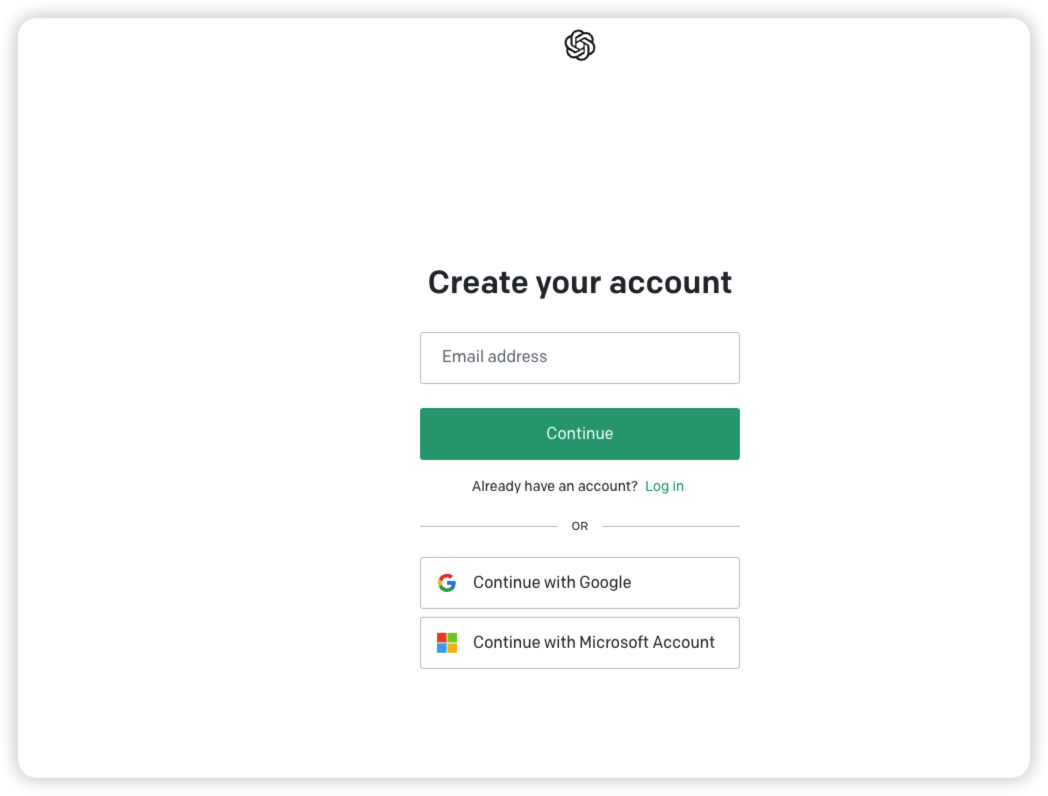 Create your account
Email address
Continue
Already have an account? Log in
OR
Continue with Google
Continue with Microsoft Account